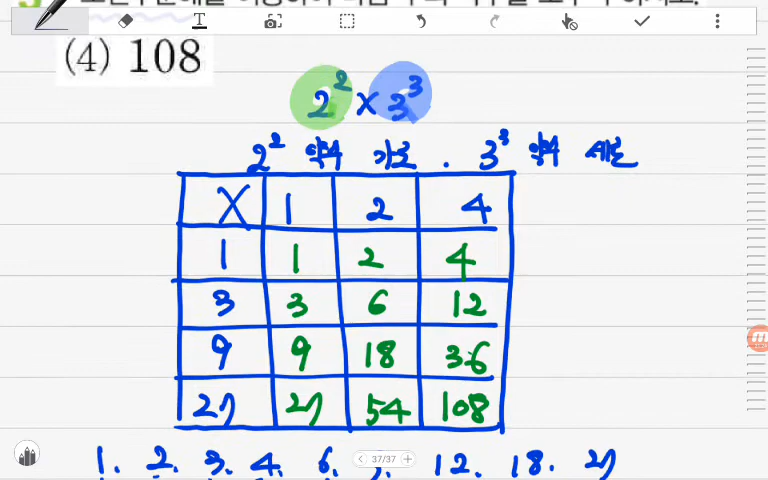 (4) 108
2² × 3³
2² 약수 가로 . 3³ 약수 세로
X 1 2 4
1 1 2 4
3 3 6 12
9 9 18 36
27 27 54 108
1. 2. 3. 4. 6. 12. 18. 27
37/37